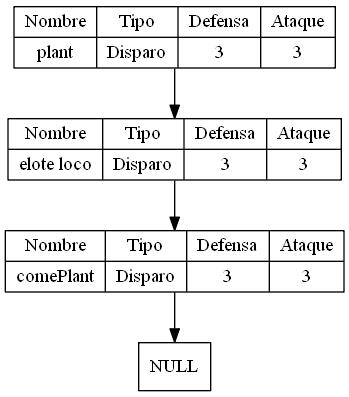 Nombre Tipo Defensa Ataque
plant Disparo 3 3
Nombre Tipo Defensa Ataque
elote loco Disparo 3 3
Nombre Tipo Defensa Ataque
comePlant Disparo 3 3
NULL